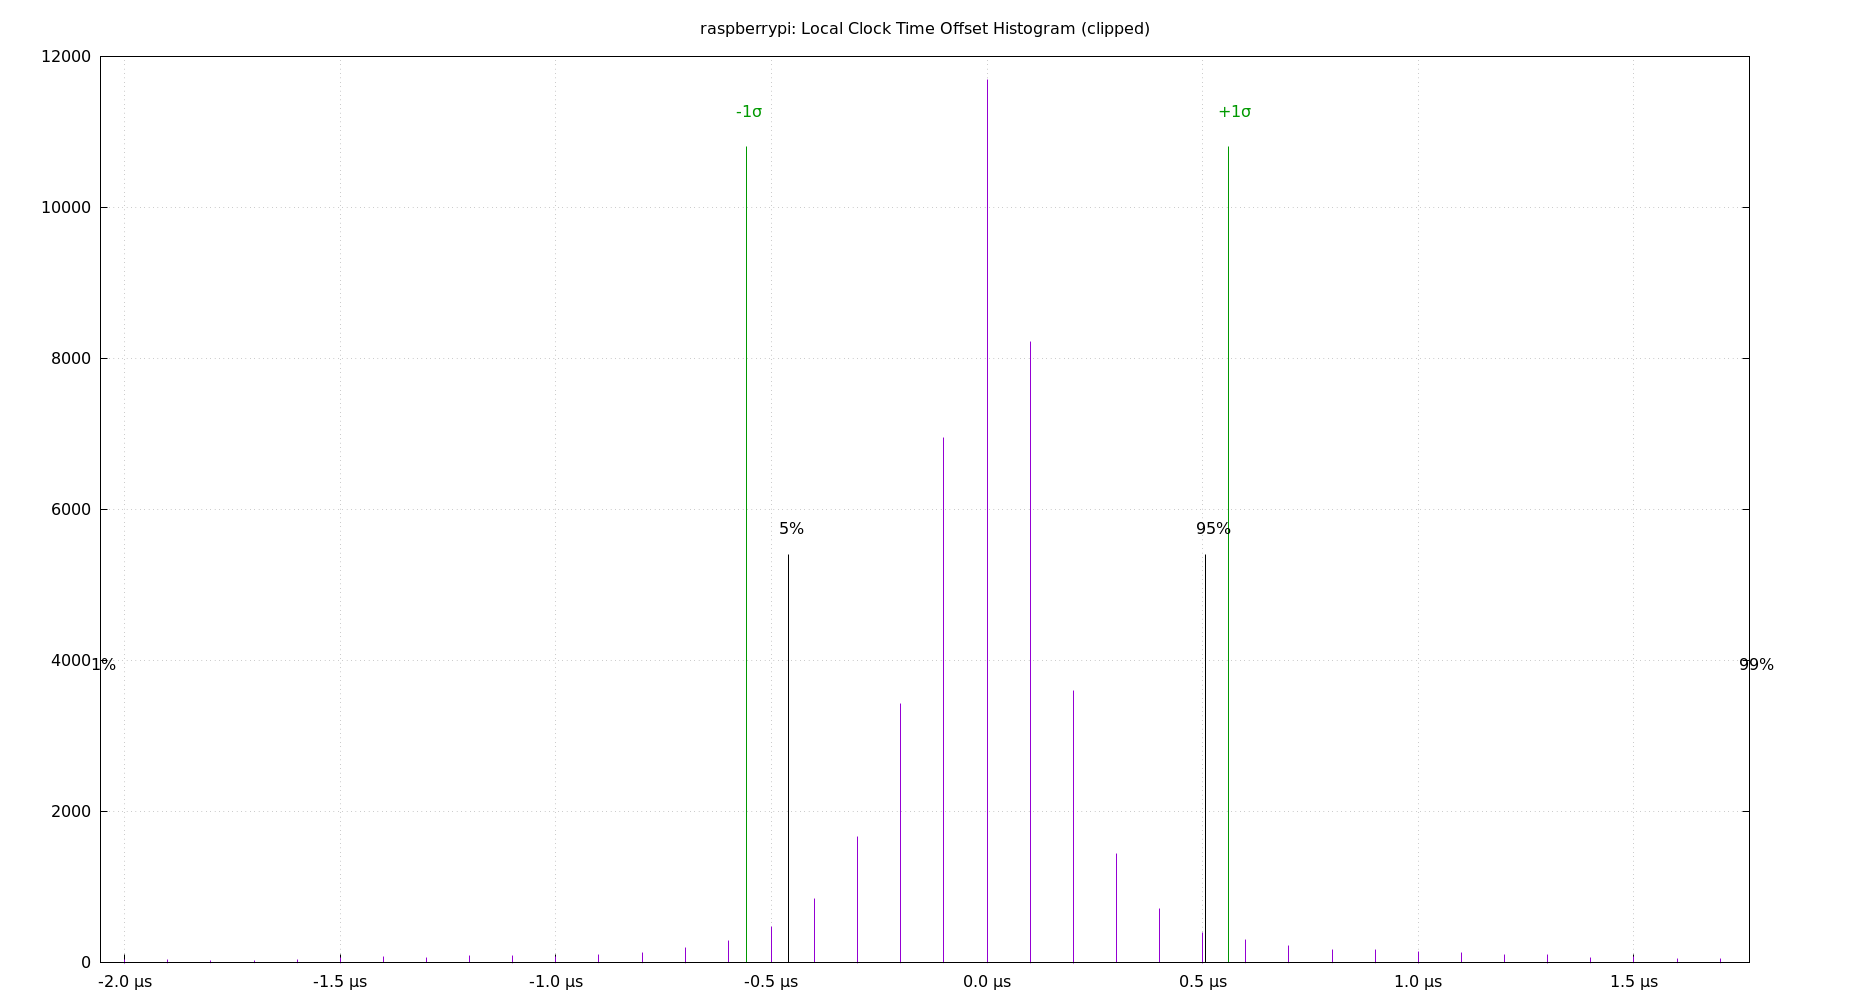 raspberrypi: Local Clock Time Offset Histogram (clipped)
12000
-1σ
+1σ
10000
8000
6000
5%
95%
4000
1%
99%
2000
0
-2.0 µs
-1.5 µs
-1.0 µs
-0.5 µs
0.0 µs
0.5 µs
1.0 µs
1.5 µs